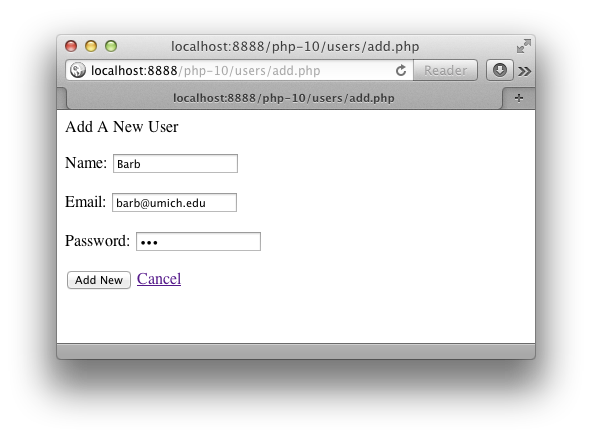 localhost:8888/php-10/users/add.php
localhost:8888/php-10/users/add.php Reader
localhost:8888/php-10/users/add.php
Add A New User
Name: Barb
Email: barb@umich.edu
Password: •••
Add New Cancel